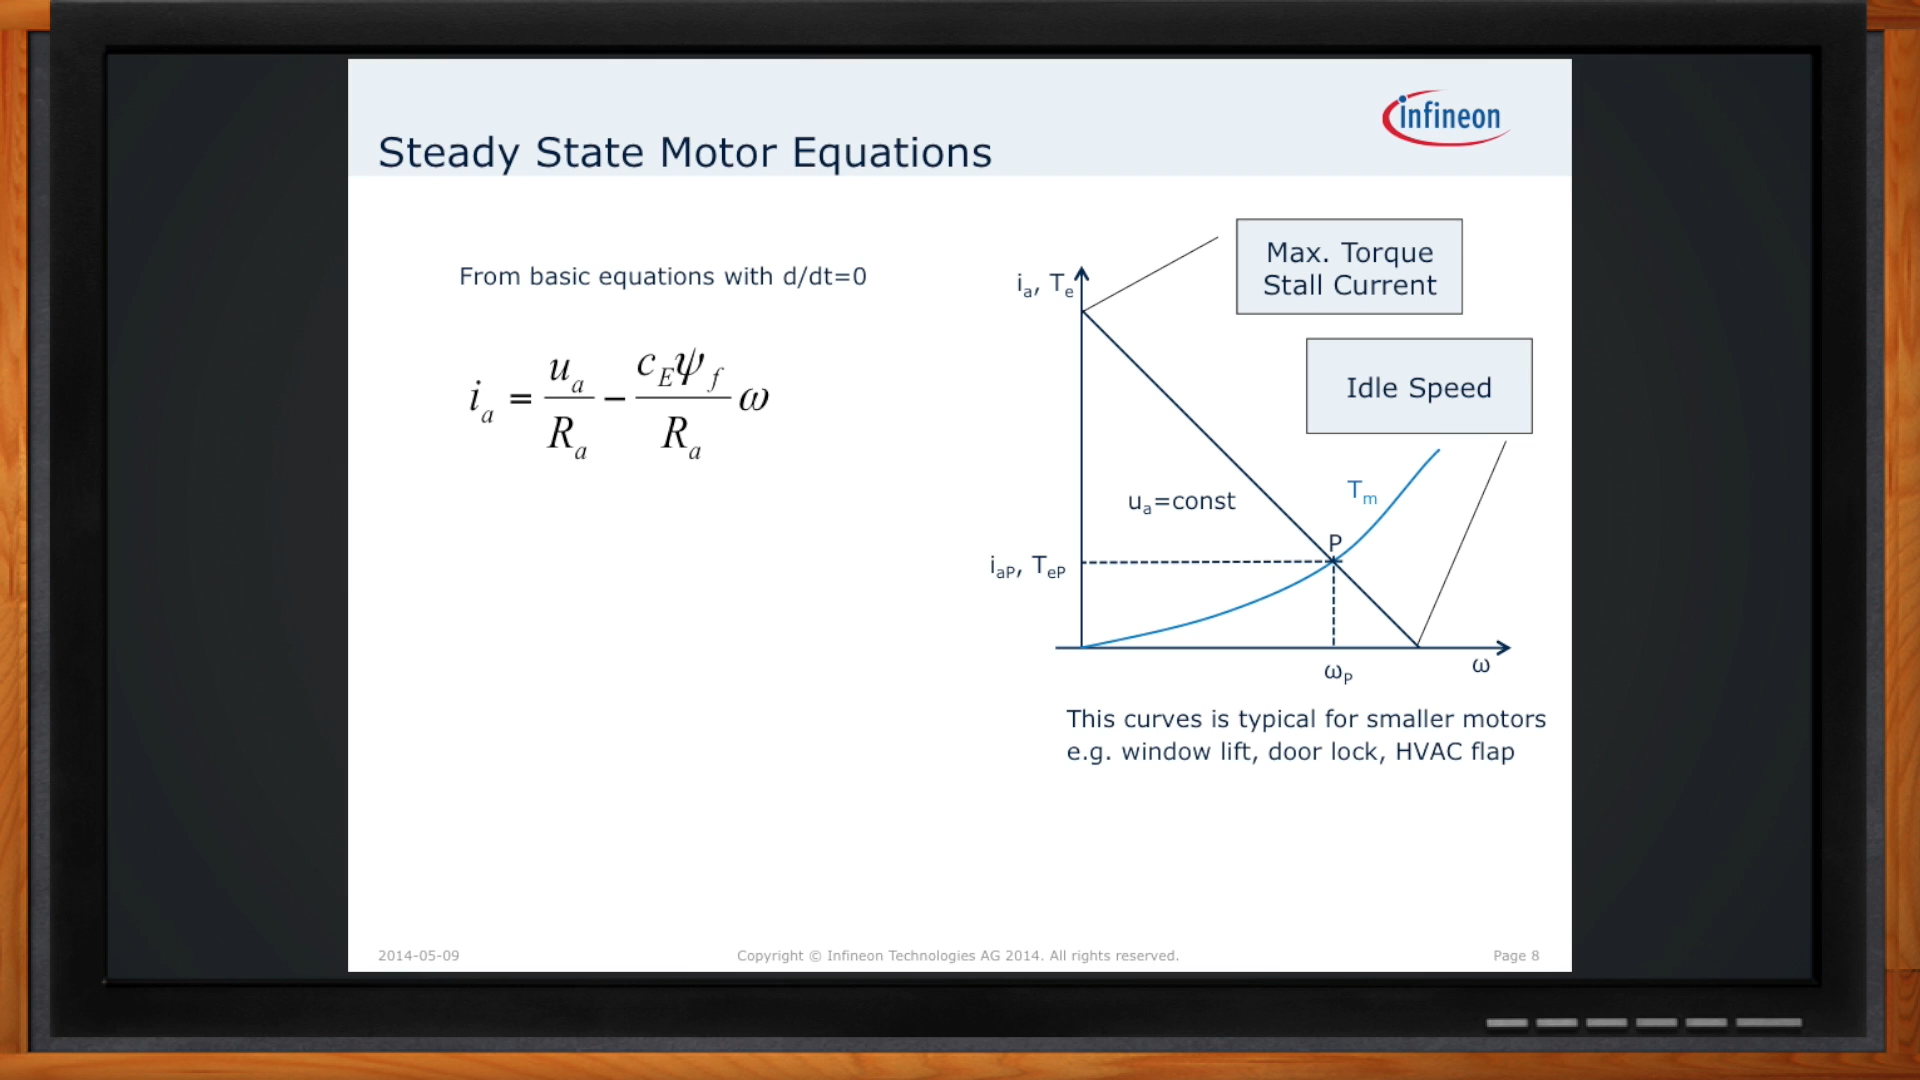 infineon
Steady State Motor Equations
From basic equations with d/dt=0
i_a = u_a/R_a − c_Eψ_f/R_a ω
Max. Torque
Stall Current
i_a, T_e
Idle Speed
T_m
u_a=const
P
i_aP, T_eP
ω
ω_P
This curves is typical for smaller motors
e.g. window lift, door lock, HVAC flap
2014-05-09
Copyright © Infineon Technologies AG 2014. All rights reserved.
Page 8